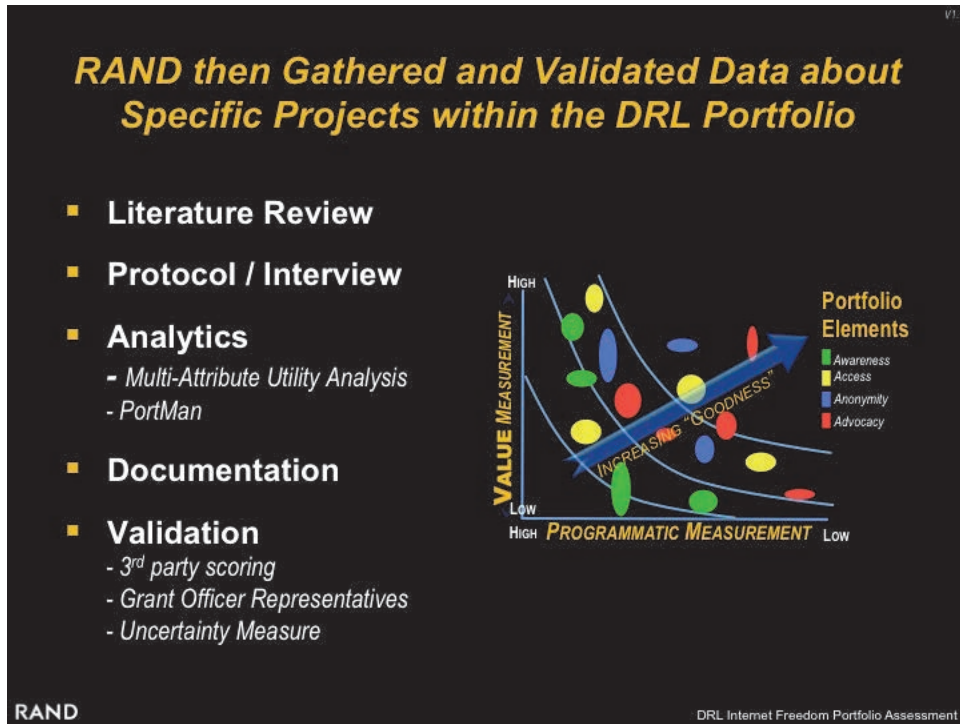 V1.
RAND then Gathered and Validated Data about
Specific Projects within the DRL Portfolio
▪ Literature Review
▪ Protocol / Interview
▪ Analytics
- Multi-Attribute Utility Analysis
- PortMan
▪ Documentation
▪ Validation
- 3rd party scoring
- Grant Officer Representatives
- Uncertainty Measure
HIGH
VALUE MEASUREMENT
LOW
HIGH
PROGRAMMATIC MEASUREMENT
LOW
INCREASING "GOODNESS"
Portfolio
Elements
Awareness
Access
Anonymity
Advocacy
RAND
DRL Internet Freedom Portfolio Assessment